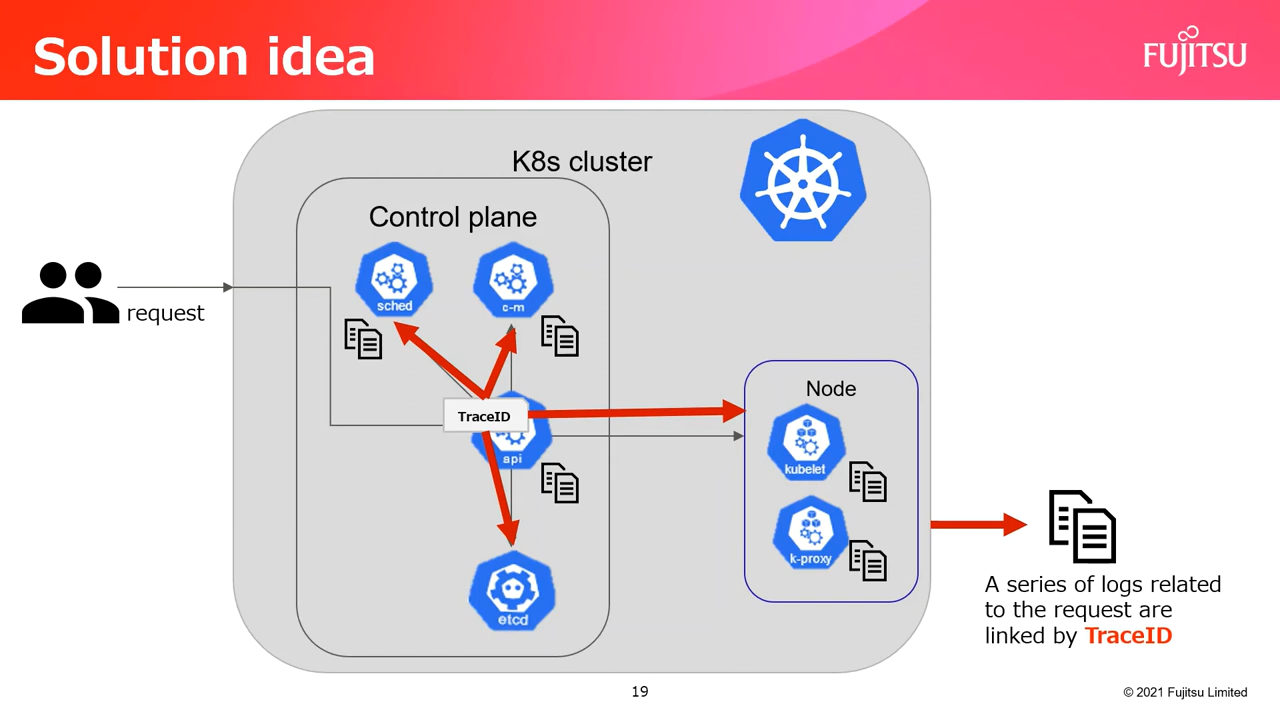 Solution idea
FUJITSU
K8s cluster
Control plane
sched
c-m
request
TraceID
api
etcd
Node
kubelet
k-proxy
A series of logs related
to the request are
linked by TraceID
19
© 2021 Fujitsu Limited